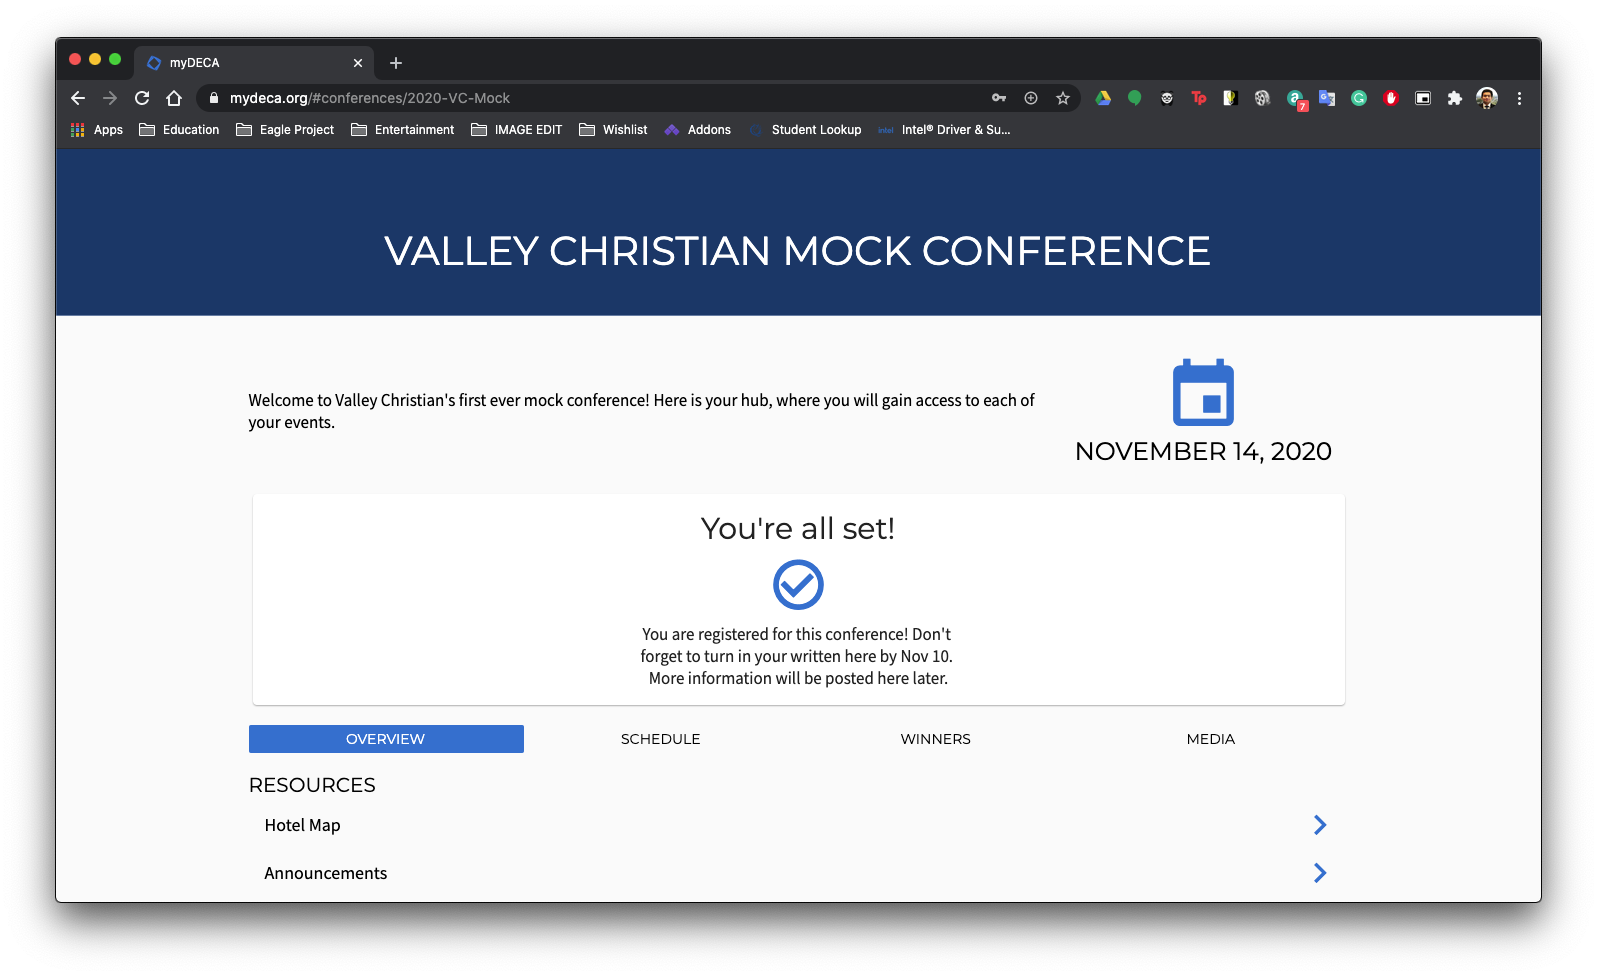 myDECA
mydeca.org/#conferences/2020-VC-Mock
Tp
7
Apps
Education
Eagle Project
Entertainment
IMAGE EDIT
Wishlist
Addons
Student Lookup
intel
Intel® Driver & Su...
VALLEY CHRISTIAN MOCK CONFERENCE
Welcome to Valley Christian's first ever mock conference! Here is your hub, where you will gain access to each of
your events.
NOVEMBER 14, 2020
You're all set!
You are registered for this conference! Don't
forget to turn in your written here by Nov 10.
More information will be posted here later.
OVERVIEW
SCHEDULE
WINNERS
MEDIA
RESOURCES
Hotel Map
Announcements